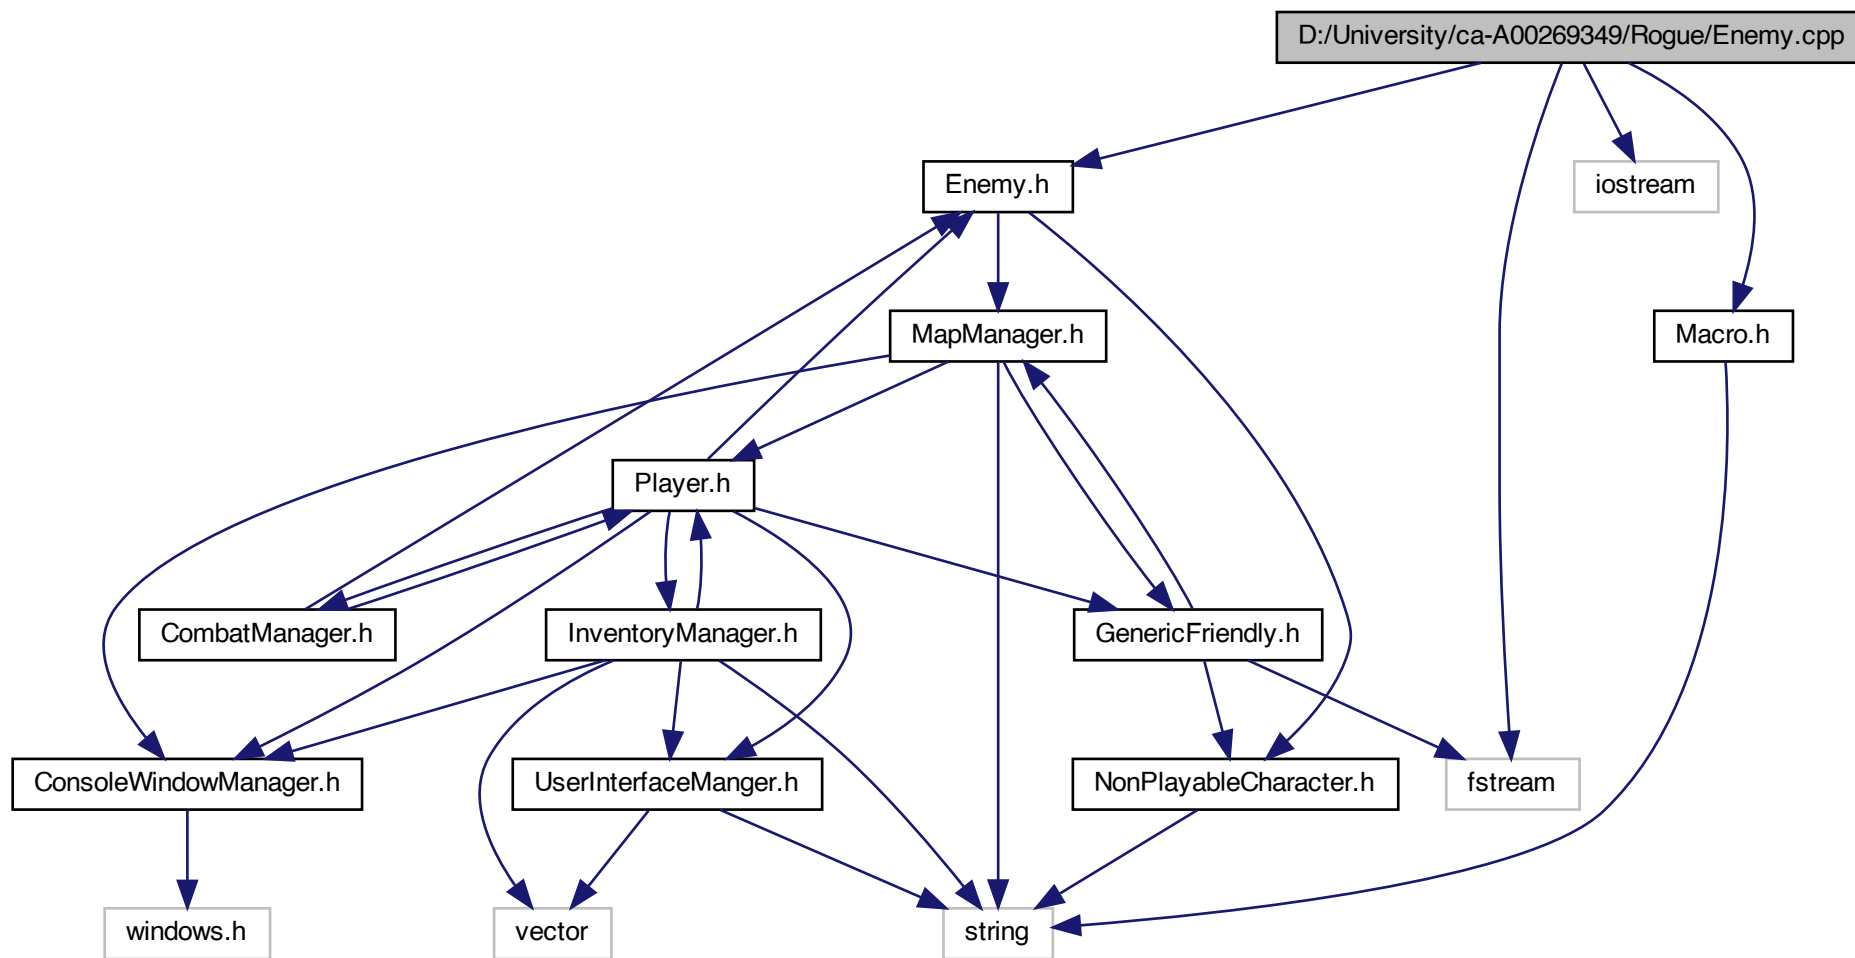 D:/University/ca-A00269349/Rogue/Enemy.cpp
Enemy.h
iostream
MapManager.h
Macro.h
Player.h
CombatManager.h
InventoryManager.h
GenericFriendly.h
ConsoleWindowManager.h
UserInterfaceManger.h
NonPlayableCharacter.h
fstream
windows.h
vector
string